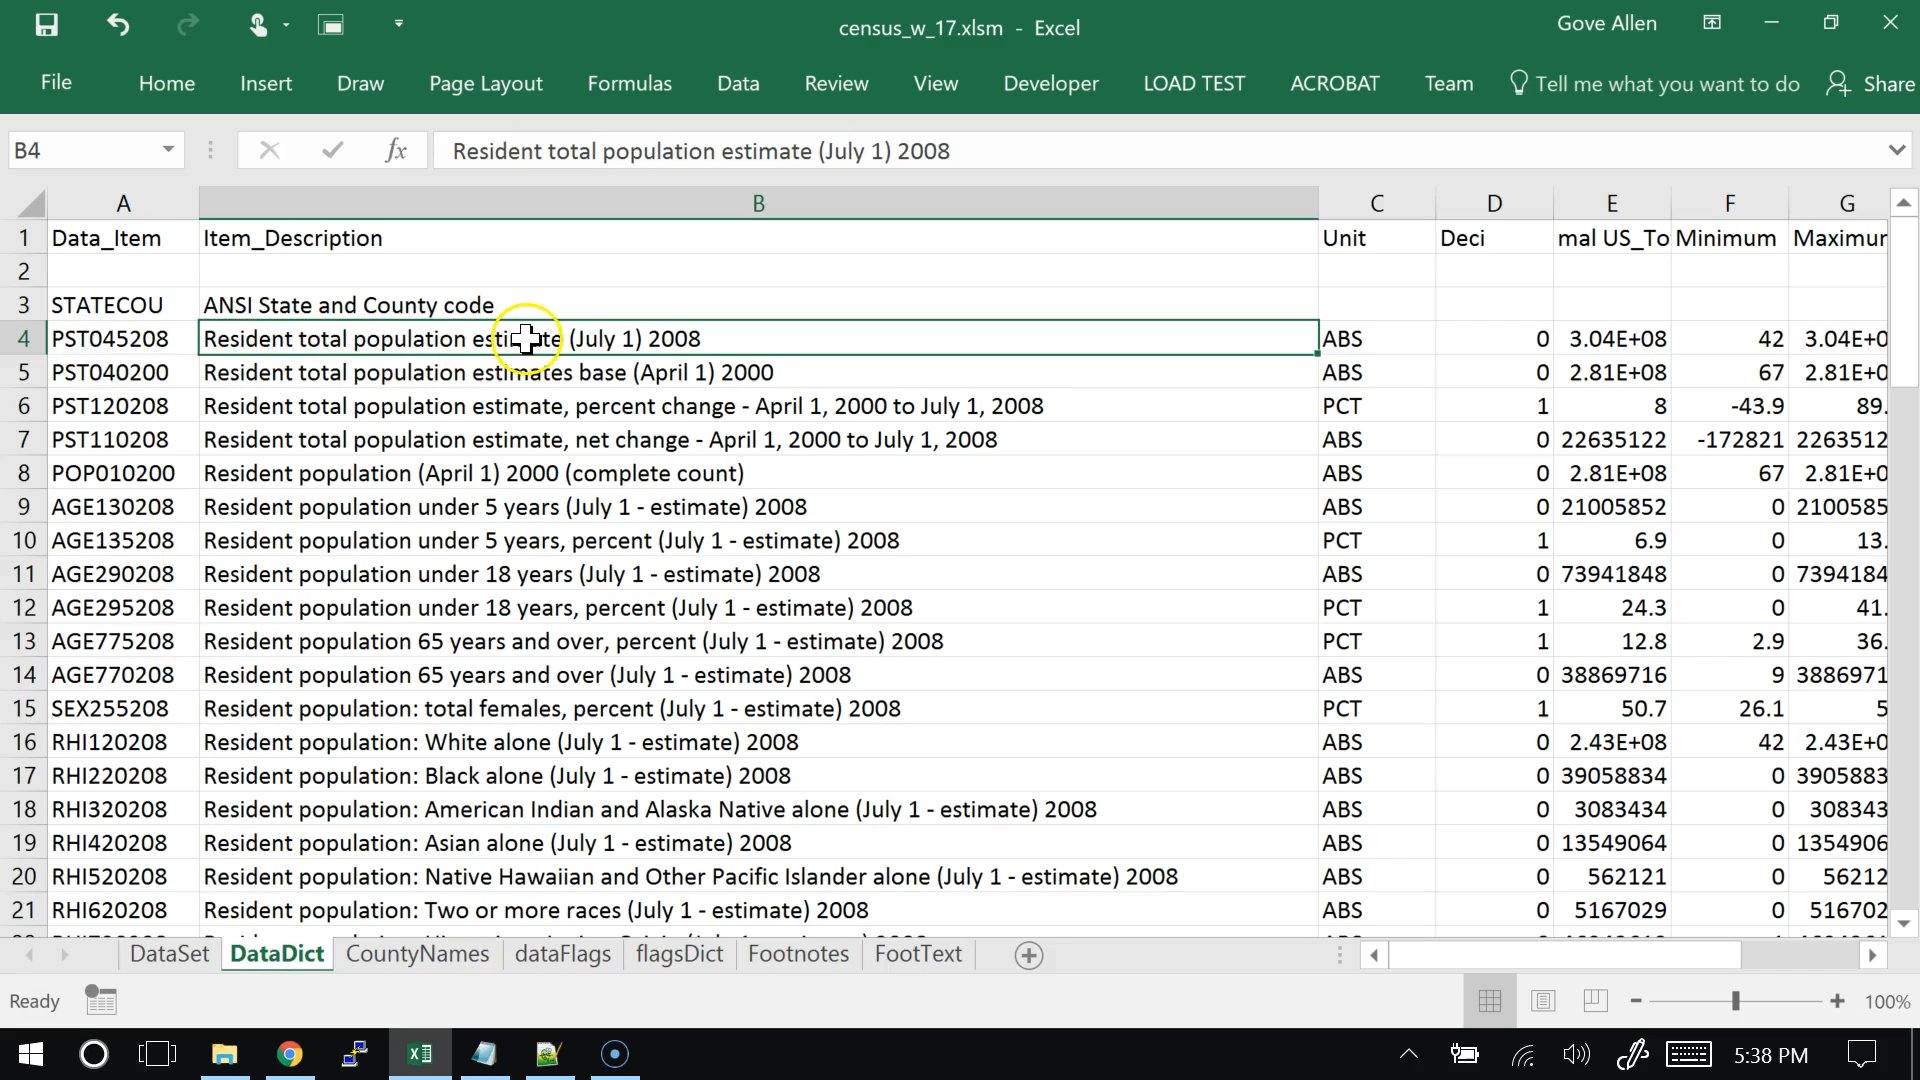 census_w_17.xlsm - Excel
Gove Allen
File Home Insert Draw Page Layout Formulas Data Review View Developer LOAD TEST ACROBAT Team Tell me what you want to do Share
B4 fx Resident total population estimate (July 1) 2008
A B C D E F G
1 Data_Item Item_Description Unit Deci mal US_To Minimum Maximur
2
3 STATECOU ANSI State and County code
4 PST045208 Resident total population estimate (July 1) 2008 ABS 0 3.04E+08 42 3.04E+0
5 PST040200 Resident total population estimates base (April 1) 2000 ABS 0 2.81E+08 67 2.81E+0
6 PST120208 Resident total population estimate, percent change - April 1, 2000 to July 1, 2008 PCT 1 8 -43.9 89.
7 PST110208 Resident total population estimate, net change - April 1, 2000 to July 1, 2008 ABS 0 22635122 -172821 2263512
8 POP010200 Resident population (April 1) 2000 (complete count) ABS 0 2.81E+08 67 2.81E+0
9 AGE130208 Resident population under 5 years (July 1 - estimate) 2008 ABS 0 21005852 0 2100585
10 AGE135208 Resident population under 5 years, percent (July 1 - estimate) 2008 PCT 1 6.9 0 13.
11 AGE290208 Resident population under 18 years (July 1 - estimate) 2008 ABS 0 73941848 0 7394184
12 AGE295208 Resident population under 18 years, percent (July 1 - estimate) 2008 PCT 1 24.3 0 41.
13 AGE775208 Resident population 65 years and over, percent (July 1 - estimate) 2008 PCT 1 12.8 2.9 36.
14 AGE770208 Resident population 65 years and over (July 1 - estimate) 2008 ABS 0 38869716 9 3886971
15 SEX255208 Resident population: total females, percent (July 1 - estimate) 2008 PCT 1 50.7 26.1 5
16 RHI120208 Resident population: White alone (July 1 - estimate) 2008 ABS 0 2.43E+08 42 2.43E+0
17 RHI220208 Resident population: Black alone (July 1 - estimate) 2008 ABS 0 39058834 0 3905883
18 RHI320208 Resident population: American Indian and Alaska Native alone (July 1 - estimate) 2008 ABS 0 3083434 0 308343
19 RHI420208 Resident population: Asian alone (July 1 - estimate) 2008 ABS 0 13549064 0 1354906
20 RHI520208 Resident population: Native Hawaiian and Other Pacific Islander alone (July 1 - estimate) 2008 ABS 0 562121 0 56212
21 RHI620208 Resident population: Two or more races (July 1 - estimate) 2008 ABS 0 5167029 0 516702
DataSet DataDict CountyNames dataFlags flagsDict Footnotes FootText
Ready 100%
5:38 PM